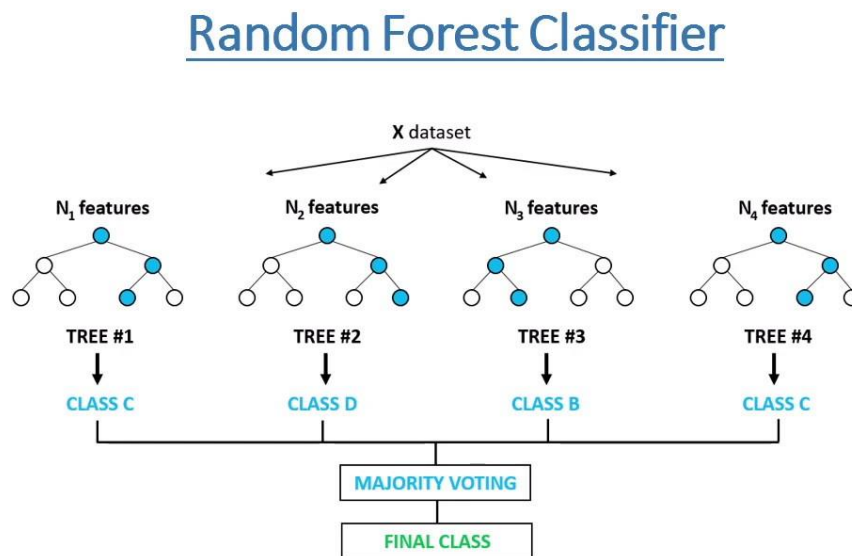 Random Forest Classifier
X dataset
N₁ features
N₂ features
N₃ features
N₄ features
TREE #1
TREE #2
TREE #3
TREE #4
CLASS C
CLASS D
CLASS B
CLASS C
MAJORITY VOTING
FINAL CLASS